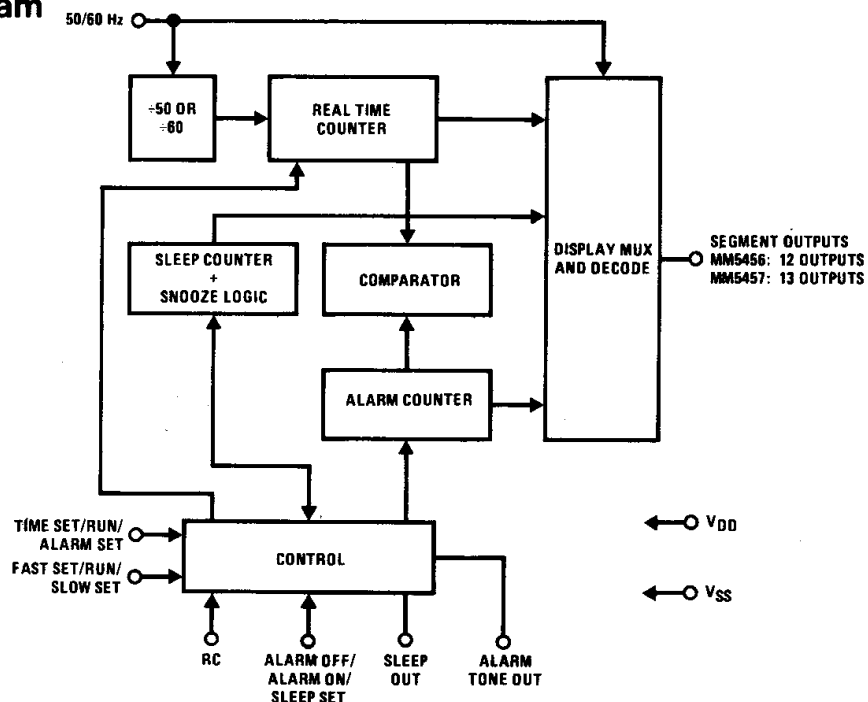 am
50/60 Hz
÷50 OR
÷60
REAL TIME
COUNTER
SLEEP COUNTER
+
SNOOZE LOGIC
COMPARATOR
DISPLAY MUX
AND DECODE
SEGMENT OUTPUTS
MM5456: 12 OUTPUTS
MM5457: 13 OUTPUTS
ALARM COUNTER
TIME SET/RUN/
ALARM SET
FAST SET/RUN/
SLOW SET
CONTROL
VDD
VSS
RC
ALARM OFF/
ALARM ON/
SLEEP SET
SLEEP
OUT
ALARM
TONE OUT